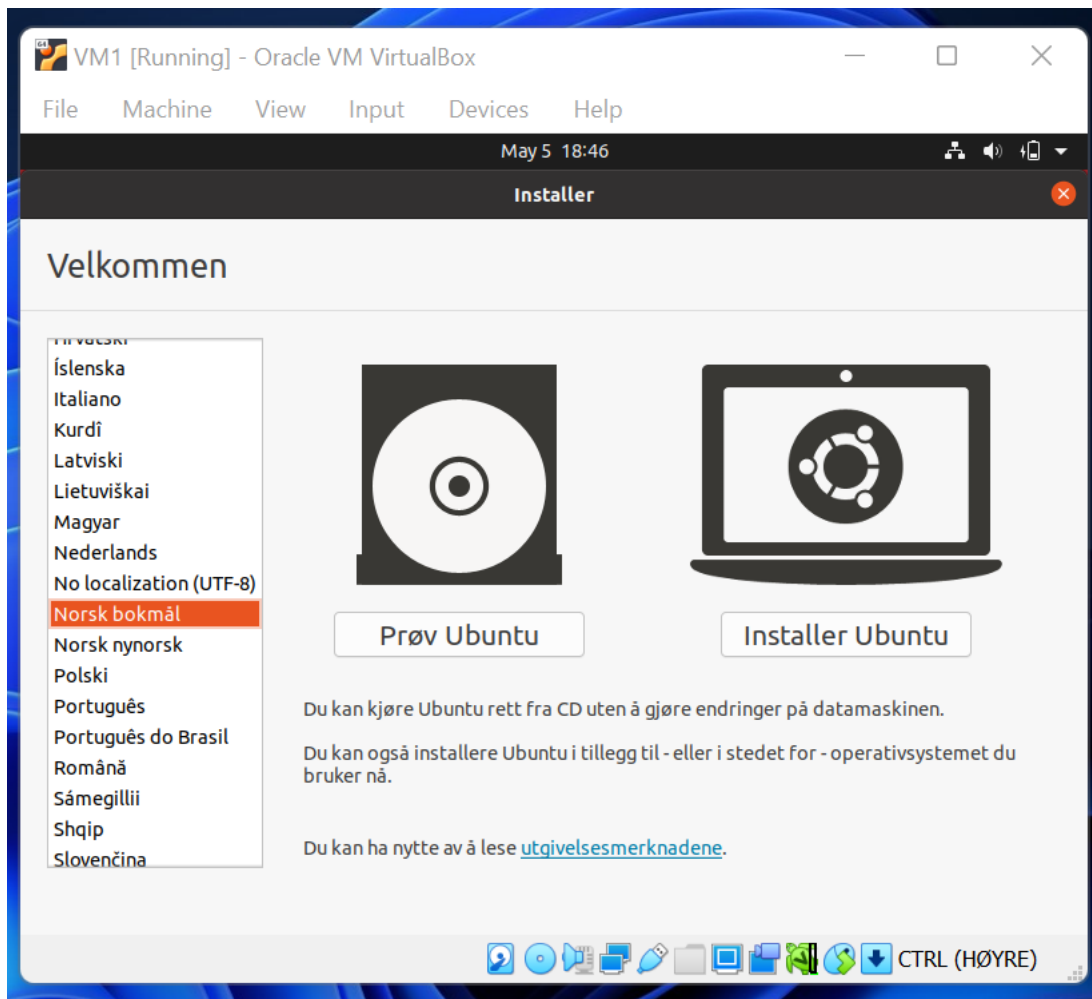 VM1 [Running] - Oracle VM VirtualBox
File Machine View Input Devices Help
May 5 18:46
Installer
Velkommen
Hrvatski
Íslenska
Italiano
Kurdî
Latviski
Lietuviškai
Magyar
Nederlands
No localization (UTF-8)
Norsk bokmål
Norsk nynorsk
Polski
Português
Português do Brasil
Română
Sámegillii
Shqip
Slovenčina
Prøv Ubuntu
Installer Ubuntu
Du kan kjøre Ubuntu rett fra CD uten å gjøre endringer på datamaskinen.
Du kan også installere Ubuntu i tillegg til - eller i stedet for - operativsystemet du
bruker nå.
Du kan ha nytte av å lese utgivelsesmerknadene.
CTRL (HØYRE)